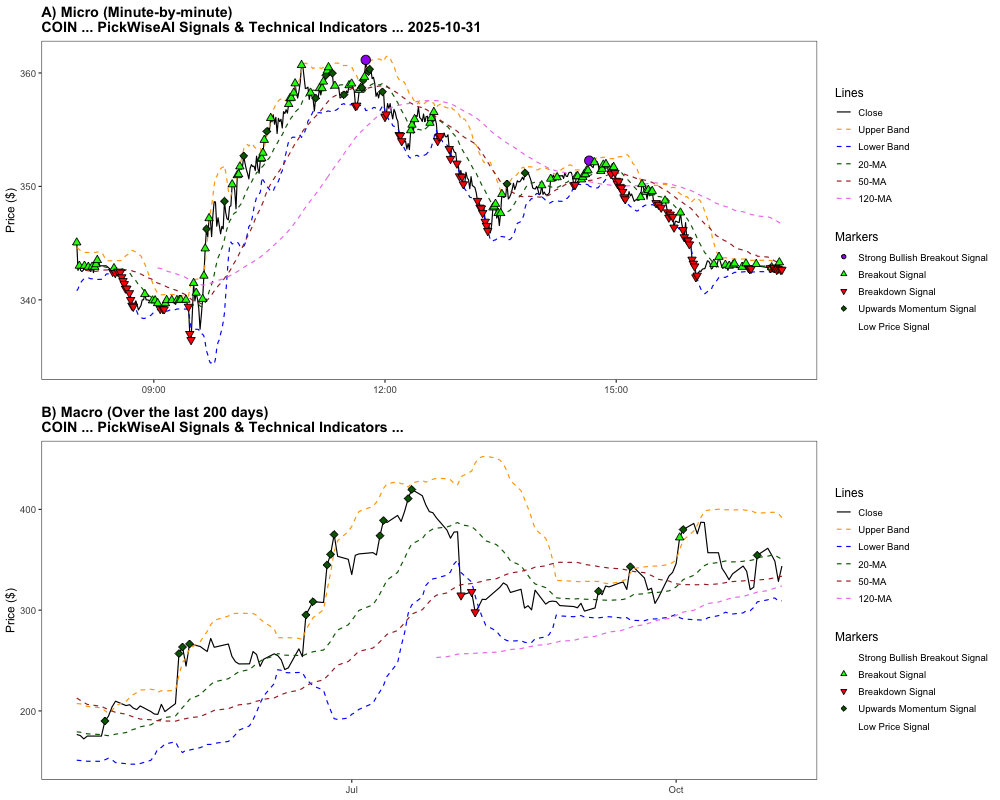 A) Micro (Minute-by-minute)
COIN ... PickWiseAI Signals & Technical Indicators ... 2025-10-31
Price ($)
360
350
340
09:00
12:00
15:00
Lines
Close
Upper Band
Lower Band
20-MA
50-MA
120-MA
Markers
Strong Bullish Breakout Signal
Breakout Signal
Breakdown Signal
Upwards Momentum Signal
Low Price Signal
B) Macro (Over the last 200 days)
COIN ... PickWiseAI Signals & Technical Indicators ...
Price ($)
400
300
200
Jul
Oct
Lines
Close
Upper Band
Lower Band
20-MA
50-MA
120-MA
Markers
Strong Bullish Breakout Signal
Breakout Signal
Breakdown Signal
Upwards Momentum Signal
Low Price Signal